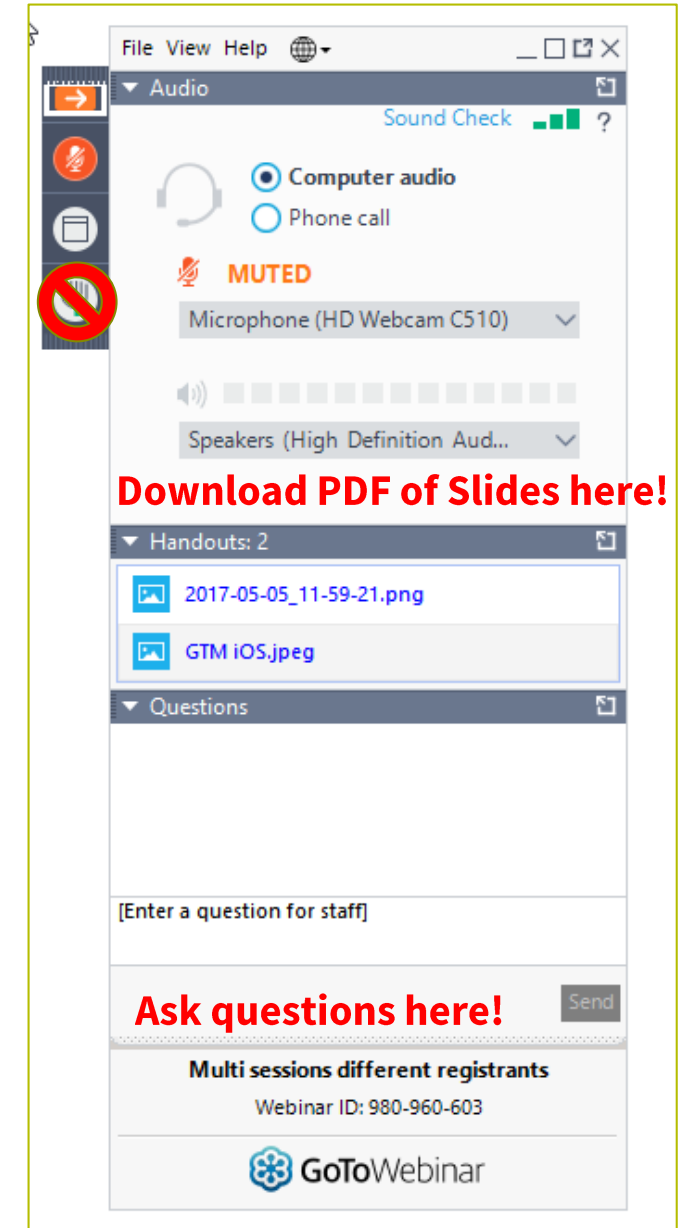 File View Help
Audio
Sound Check ?
Computer audio
Phone call
MUTED
Microphone (HD Webcam C510)
Speakers (High Definition Aud...
Download PDF of Slides here!
Handouts: 2
2017-05-05_11-59-21.png
GTM iOS.jpeg
Questions
[Enter a question for staff]
Ask questions here! Send
Multi sessions different registrants
Webinar ID: 980-960-603
GoToWebinar